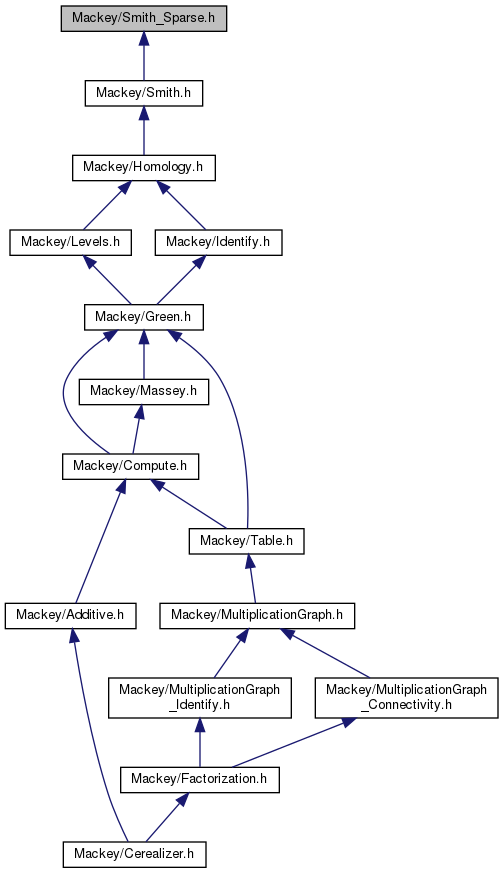 Mackey/Smith_Sparse.h
Mackey/Smith.h
Mackey/Homology.h
Mackey/Levels.h
Mackey/Identify.h
Mackey/Green.h
Mackey/Massey.h
Mackey/Compute.h
Mackey/Table.h
Mackey/Additive.h
Mackey/MultiplicationGraph.h
Mackey/MultiplicationGraph
_Identify.h
Mackey/MultiplicationGraph
_Connectivity.h
Mackey/Factorization.h
Mackey/Cerealizer.h